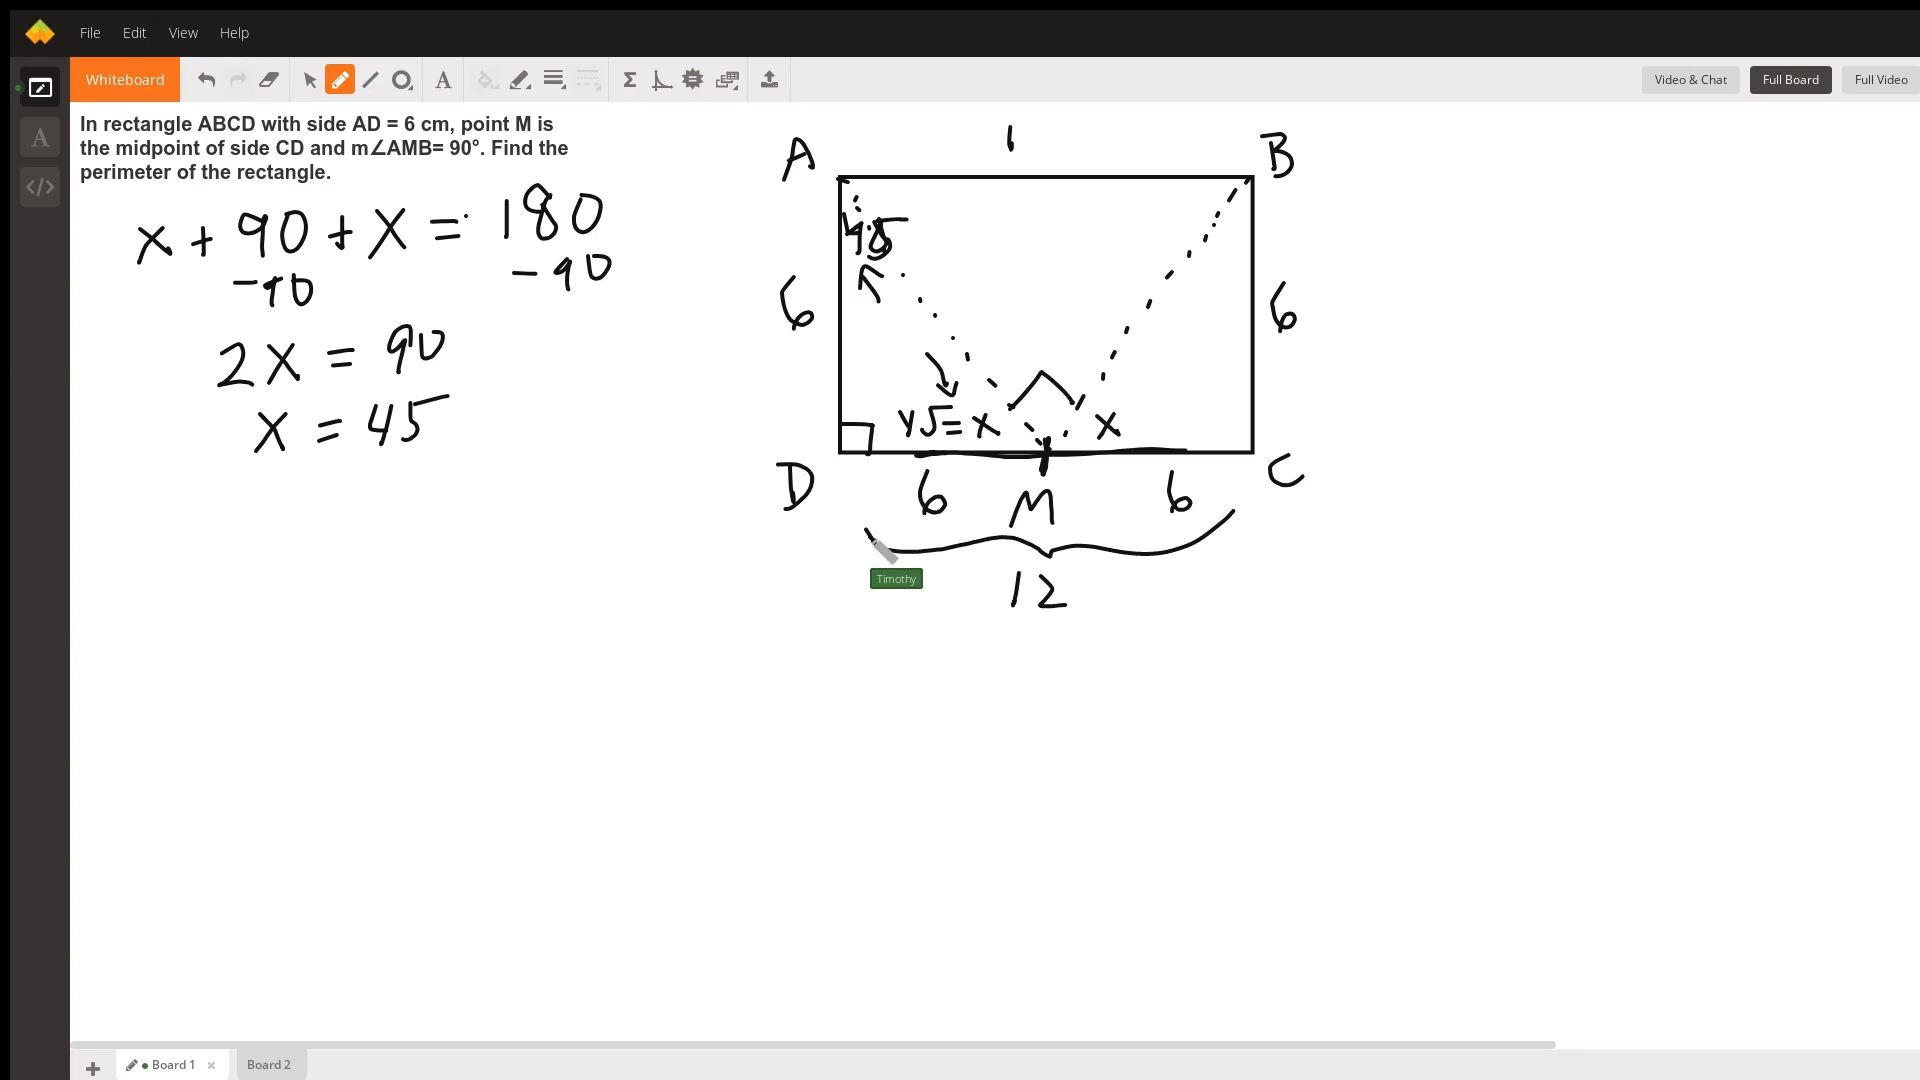 File Edit View Help
Whiteboard A Σ Video & Chat Full Board Full Video
In rectangle ABCD with side AD = 6 cm, point M is
the midpoint of side CD and m∠AMB= 90°. Find the
perimeter of the rectangle.
x + 90 + x = 180
-90 -90
2x = 90
x = 45
A 1 B
45
6 6
45 = x x
D C
6 M 6
12
Timothy
Board 1 Board 2